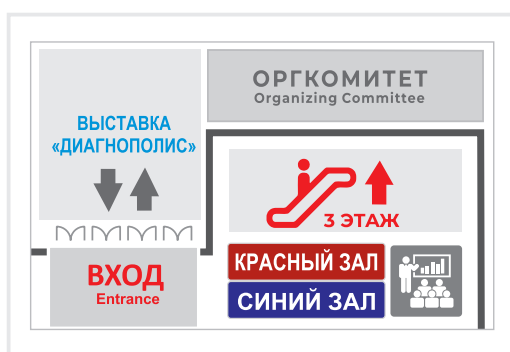 ОРГКОМИТЕТ
Organizing Committee
ВЫСТАВКА
«ДИАГНОПОЛИС»
3 ЭТАЖ
ВХОД
Entrance
КРАСНЫЙ ЗАЛ
СИНИЙ ЗАЛ